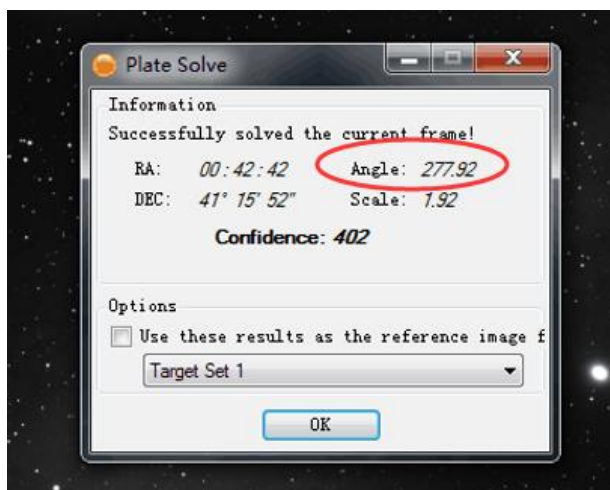 Plate Solve
Information
Successfully solved the current frame!
RA: 00:42:42 Angle: 277.92
DEC: 41° 15' 52" Scale: 1.92
Confidence: 402
Options
Use these results as the reference image f
Target Set 1
OK